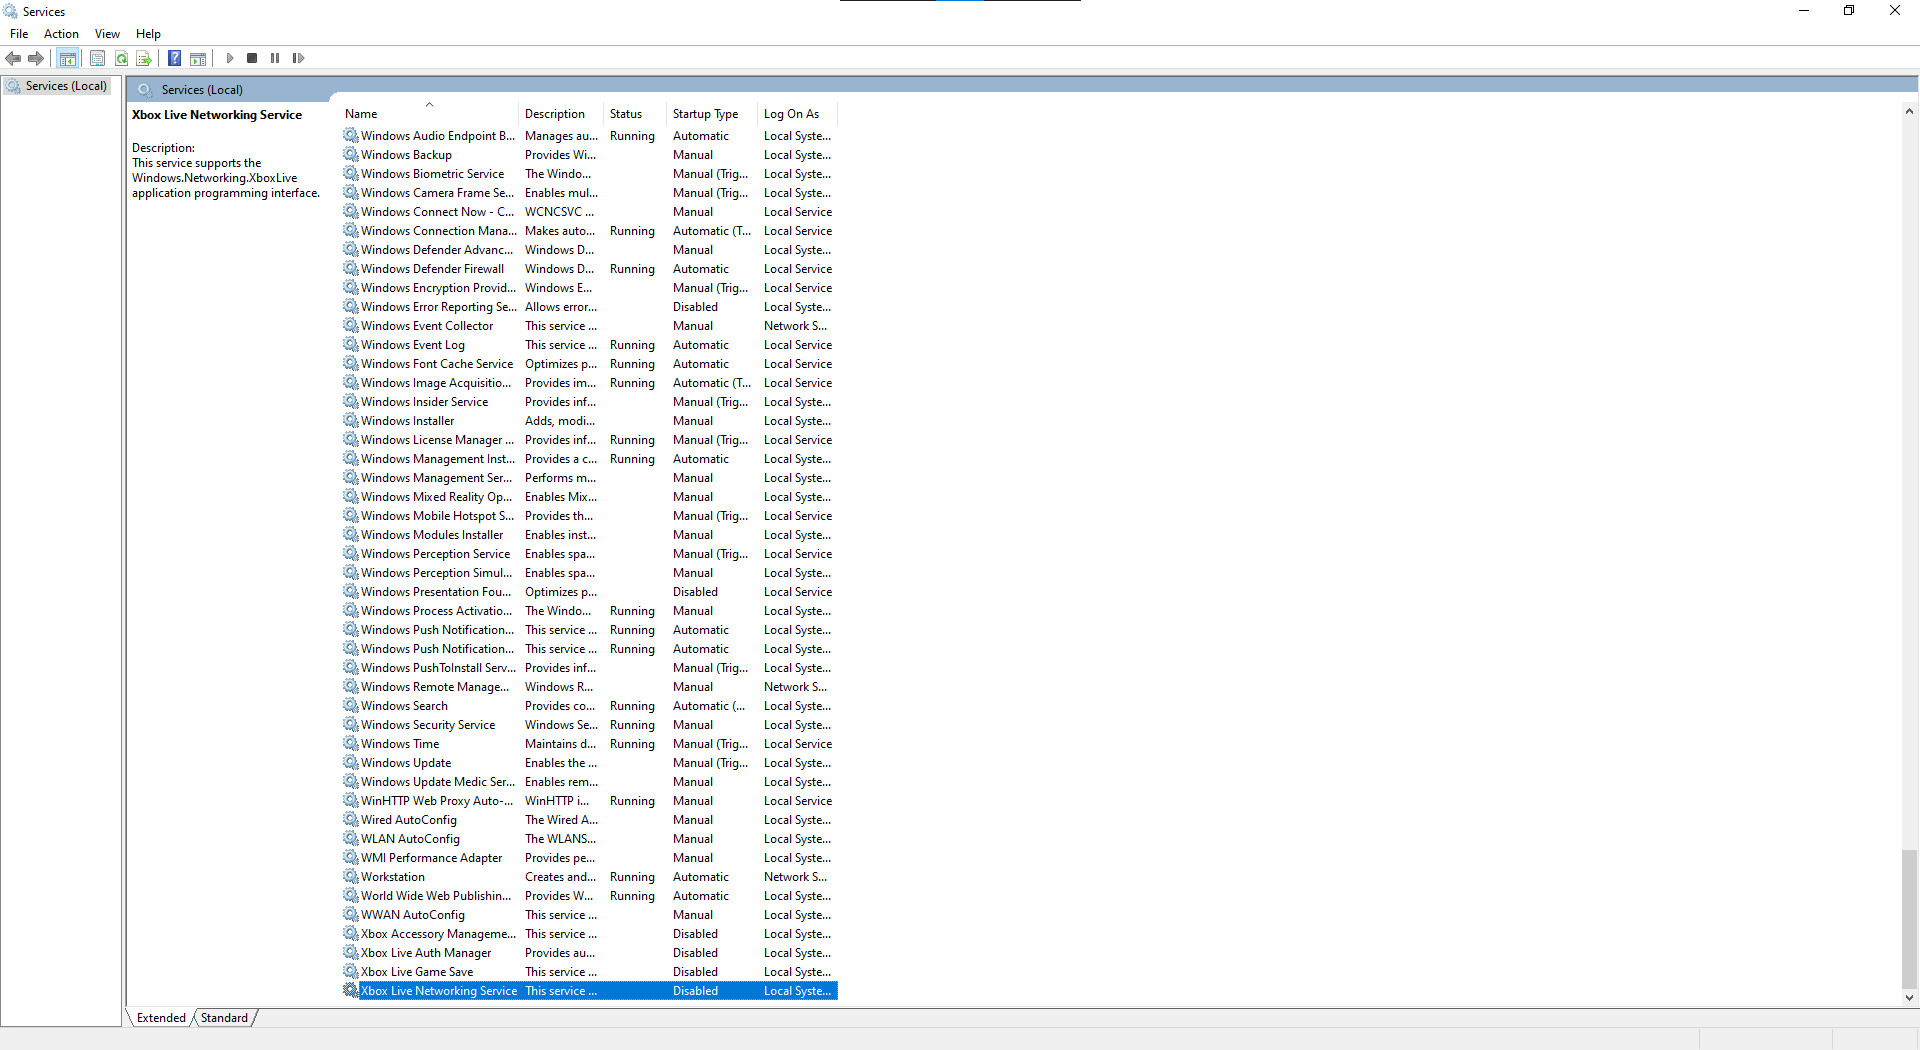 Services
File Action View Help
Services (Local)
Services (Local)
Xbox Live Networking Service
Description:
This service supports the
Windows.Networking.XboxLive
application programming interface.
Name Description Status Startup Type Log On As
Windows Audio Endpoint B... Manages au... Running Automatic Local Syste...
Windows Backup Provides Wi... Manual Local Syste...
Windows Biometric Service The Windo... Manual (Trig... Local Syste...
Windows Camera Frame Se... Enables mul... Manual (Trig... Local Syste...
Windows Connect Now - C... WCNCSVC ... Manual Local Service
Windows Connection Mana... Makes auto... Running Automatic (T... Local Service
Windows Defender Advanc... Windows D... Manual Local Syste...
Windows Defender Firewall Windows D... Running Automatic Local Service
Windows Encryption Provid... Windows E... Manual (Trig... Local Service
Windows Error Reporting Se... Allows error... Disabled Local Syste...
Windows Event Collector This service ... Manual Network S...
Windows Event Log This service ... Running Automatic Local Service
Windows Font Cache Service Optimizes p... Running Automatic Local Service
Windows Image Acquisitio... Provides im... Running Automatic (T... Local Service
Windows Insider Service Provides inf... Manual (Trig... Local Syste...
Windows Installer Adds, modi... Manual Local Syste...
Windows License Manager ... Provides inf... Running Manual (Trig... Local Service
Windows Management Inst... Provides a c... Running Automatic Local Syste...
Windows Management Ser... Performs m... Manual Local Syste...
Windows Mixed Reality Op... Enables Mix... Manual Local Syste...
Windows Mobile Hotspot S... Provides th... Manual (Trig... Local Service
Windows Modules Installer Enables inst... Manual Local Syste...
Windows Perception Service Enables spa... Manual (Trig... Local Service
Windows Perception Simul... Enables spa... Manual Local Syste...
Windows Presentation Fou... Optimizes p... Disabled Local Service
Windows Process Activatio... The Windo... Running Manual Local Syste...
Windows Push Notification... This service ... Running Automatic Local Syste...
Windows Push Notification... This service ... Running Automatic Local Syste...
Windows PushToInstall Serv... Provides inf... Manual (Trig... Local Syste...
Windows Remote Manage... Windows R... Manual Network S...
Windows Search Provides co... Running Automatic (... Local Syste...
Windows Security Service Windows Se... Running Manual Local Syste...
Windows Time Maintains d... Running Manual (Trig... Local Service
Windows Update Enables the ... Manual (Trig... Local Syste...
Windows Update Medic Ser... Enables rem... Manual Local Syste...
WinHTTP Web Proxy Auto-... WinHTTP i... Running Manual Local Service
Wired AutoConfig The Wired A... Manual Local Syste...
WLAN AutoConfig The WLANS... Manual Local Syste...
WMI Performance Adapter Provides pe... Manual Local Syste...
Workstation Creates and... Running Automatic Network S...
World Wide Web Publishin... Provides W... Running Automatic Local Syste...
WWAN AutoConfig This service ... Manual Local Syste...
Xbox Accessory Manageme... This service ... Disabled Local Syste...
Xbox Live Auth Manager Provides au... Disabled Local Syste...
Xbox Live Game Save This service ... Disabled Local Syste...
Xbox Live Networking Service This service ... Disabled Local Syste...
Extended Standard